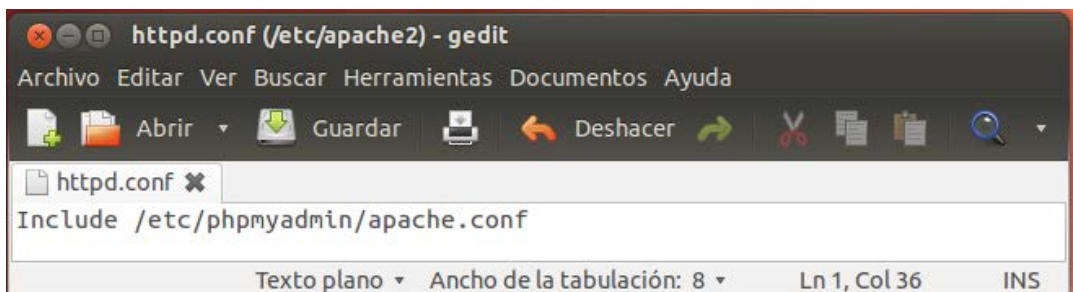 httpd.conf (/etc/apache2) - gedit
Archivo Editar Ver Buscar Herramientas Documentos Ayuda
Abrir Guardar Deshacer
httpd.conf
Include /etc/phpmyadmin/apache.conf
Texto plano Ancho de la tabulación: 8 Ln 1, Col 36 INS